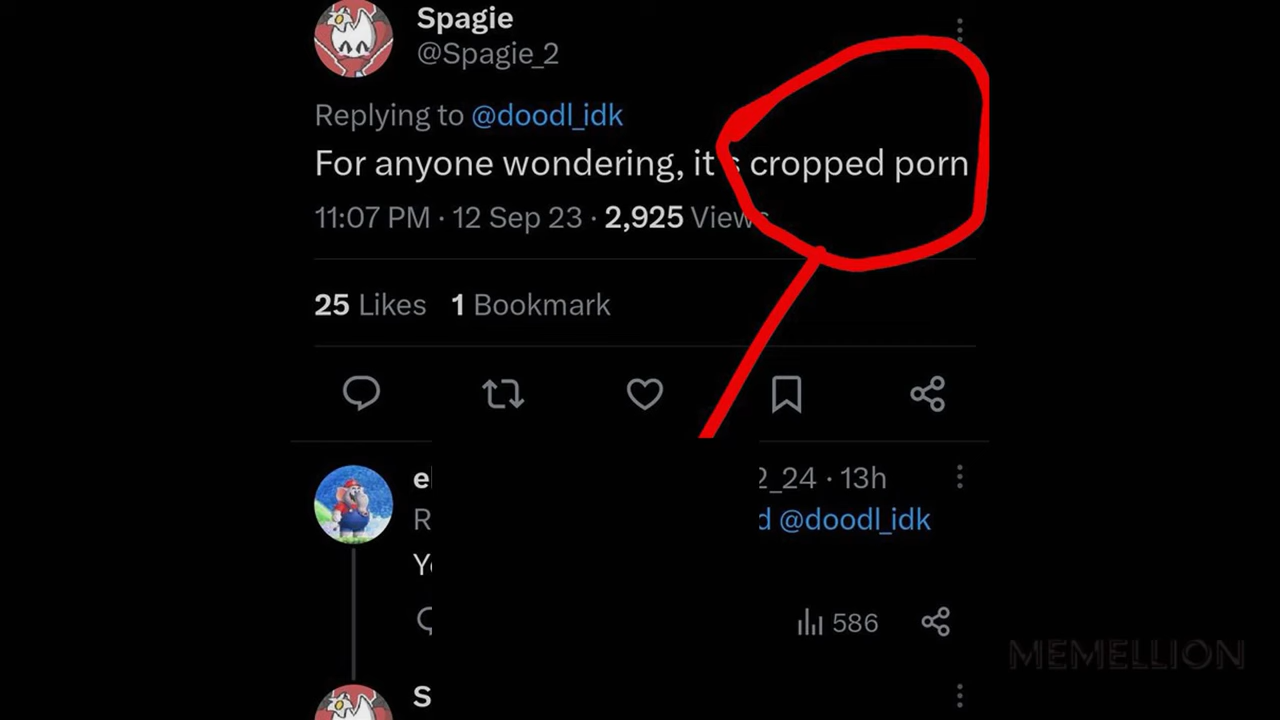 Spagie
@Spagie_2
Replying to @doodl_idk
For anyone wondering, it's cropped porn
11:07 PM · 12 Sep 23 · 2,925 Views
25 Likes 1 Bookmark
2_24 · 13h
@doodl_idk
586
MEMELLION